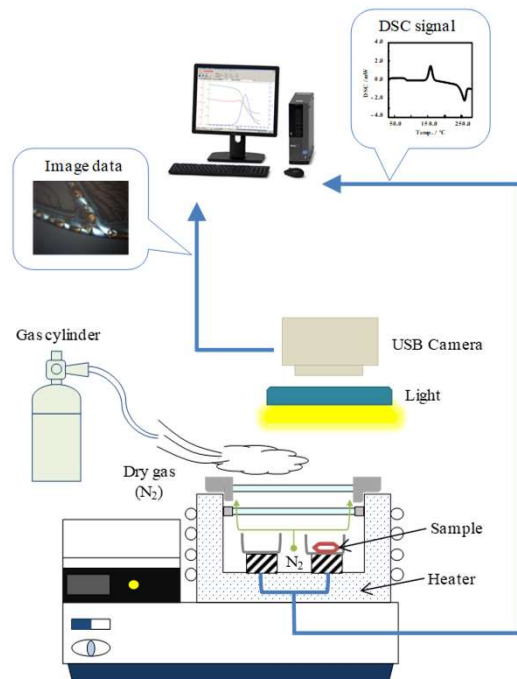 DSC signal
4.0
2.0
0
-2.0
-4.0
DSC / mW
50.0 150.0 250.0
Temp. / °C
Image data
Gas cylinder
USB Camera
Light
Dry gas
(N₂)
Sample
N₂
Heater